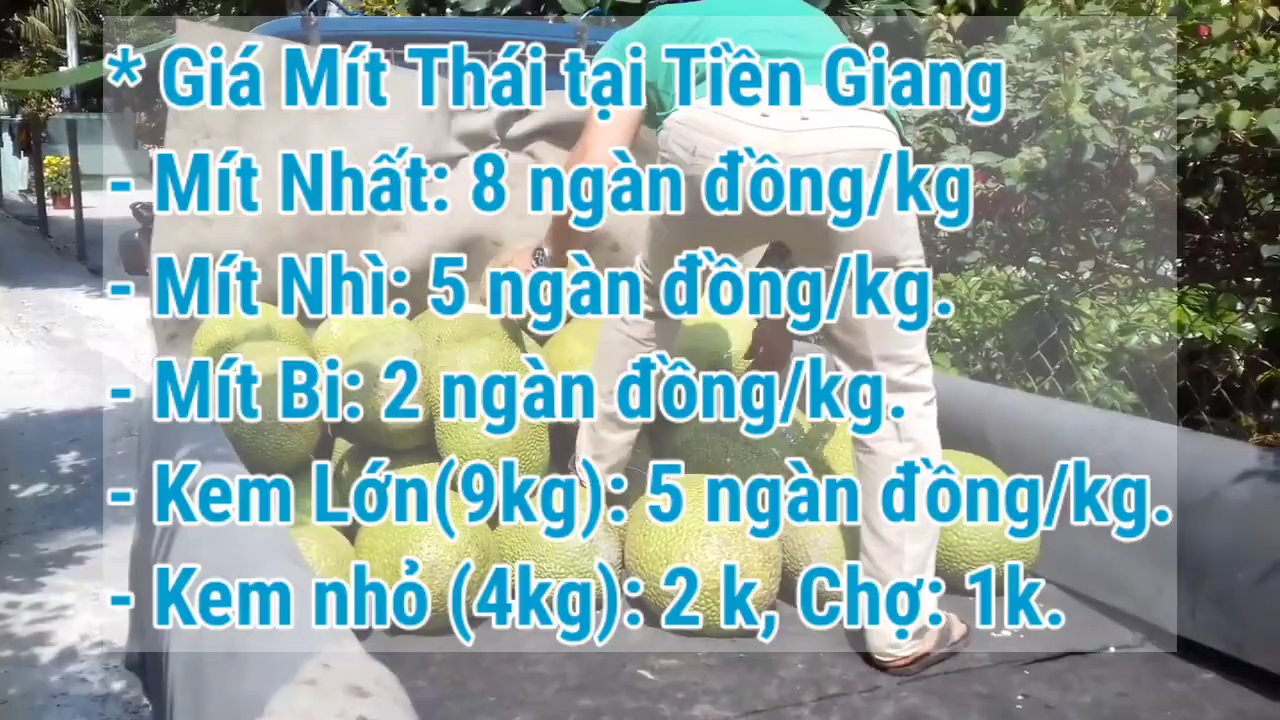 * Giá Mít Thái tại Tiền Giang
- Mít Nhất: 8 ngàn đồng/kg
- Mít Nhì: 5 ngàn đồng/kg.
- Mít Bi: 2 ngàn đồng/kg.
- Kem Lớn(9kg): 5 ngàn đồng/kg.
- Kem nhỏ (4kg): 2 k, Chợ: 1k.